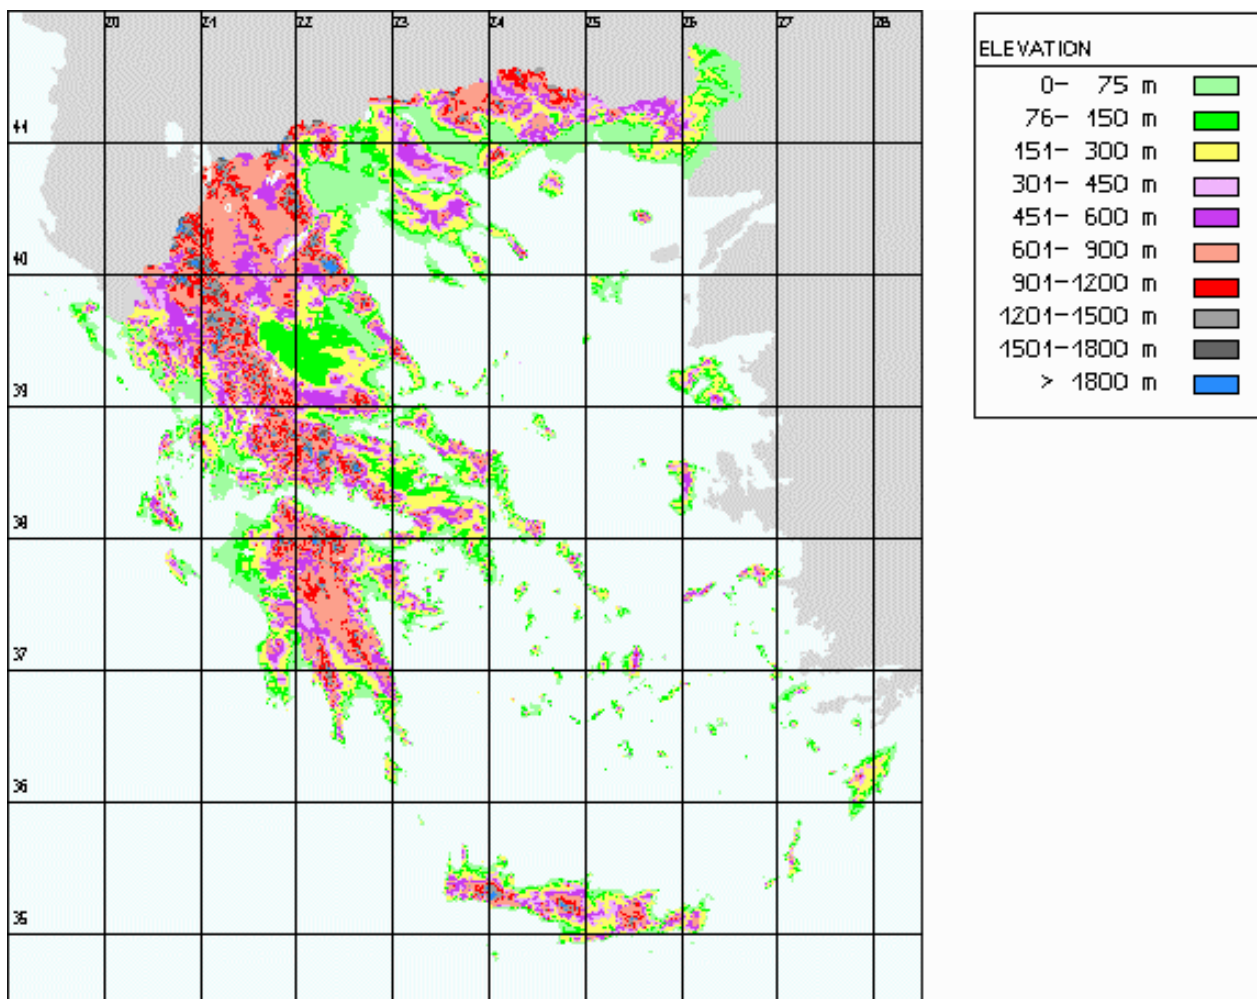 20 21 22 23 24 25 26 27 28
ELEVATION
0- 75 m
76- 150 m
151- 300 m
301- 450 m
451- 600 m
601- 900 m
901-1200 m
1201-1500 m
1501-1800 m
> 1800 m
41
40
39
38
37
36
35